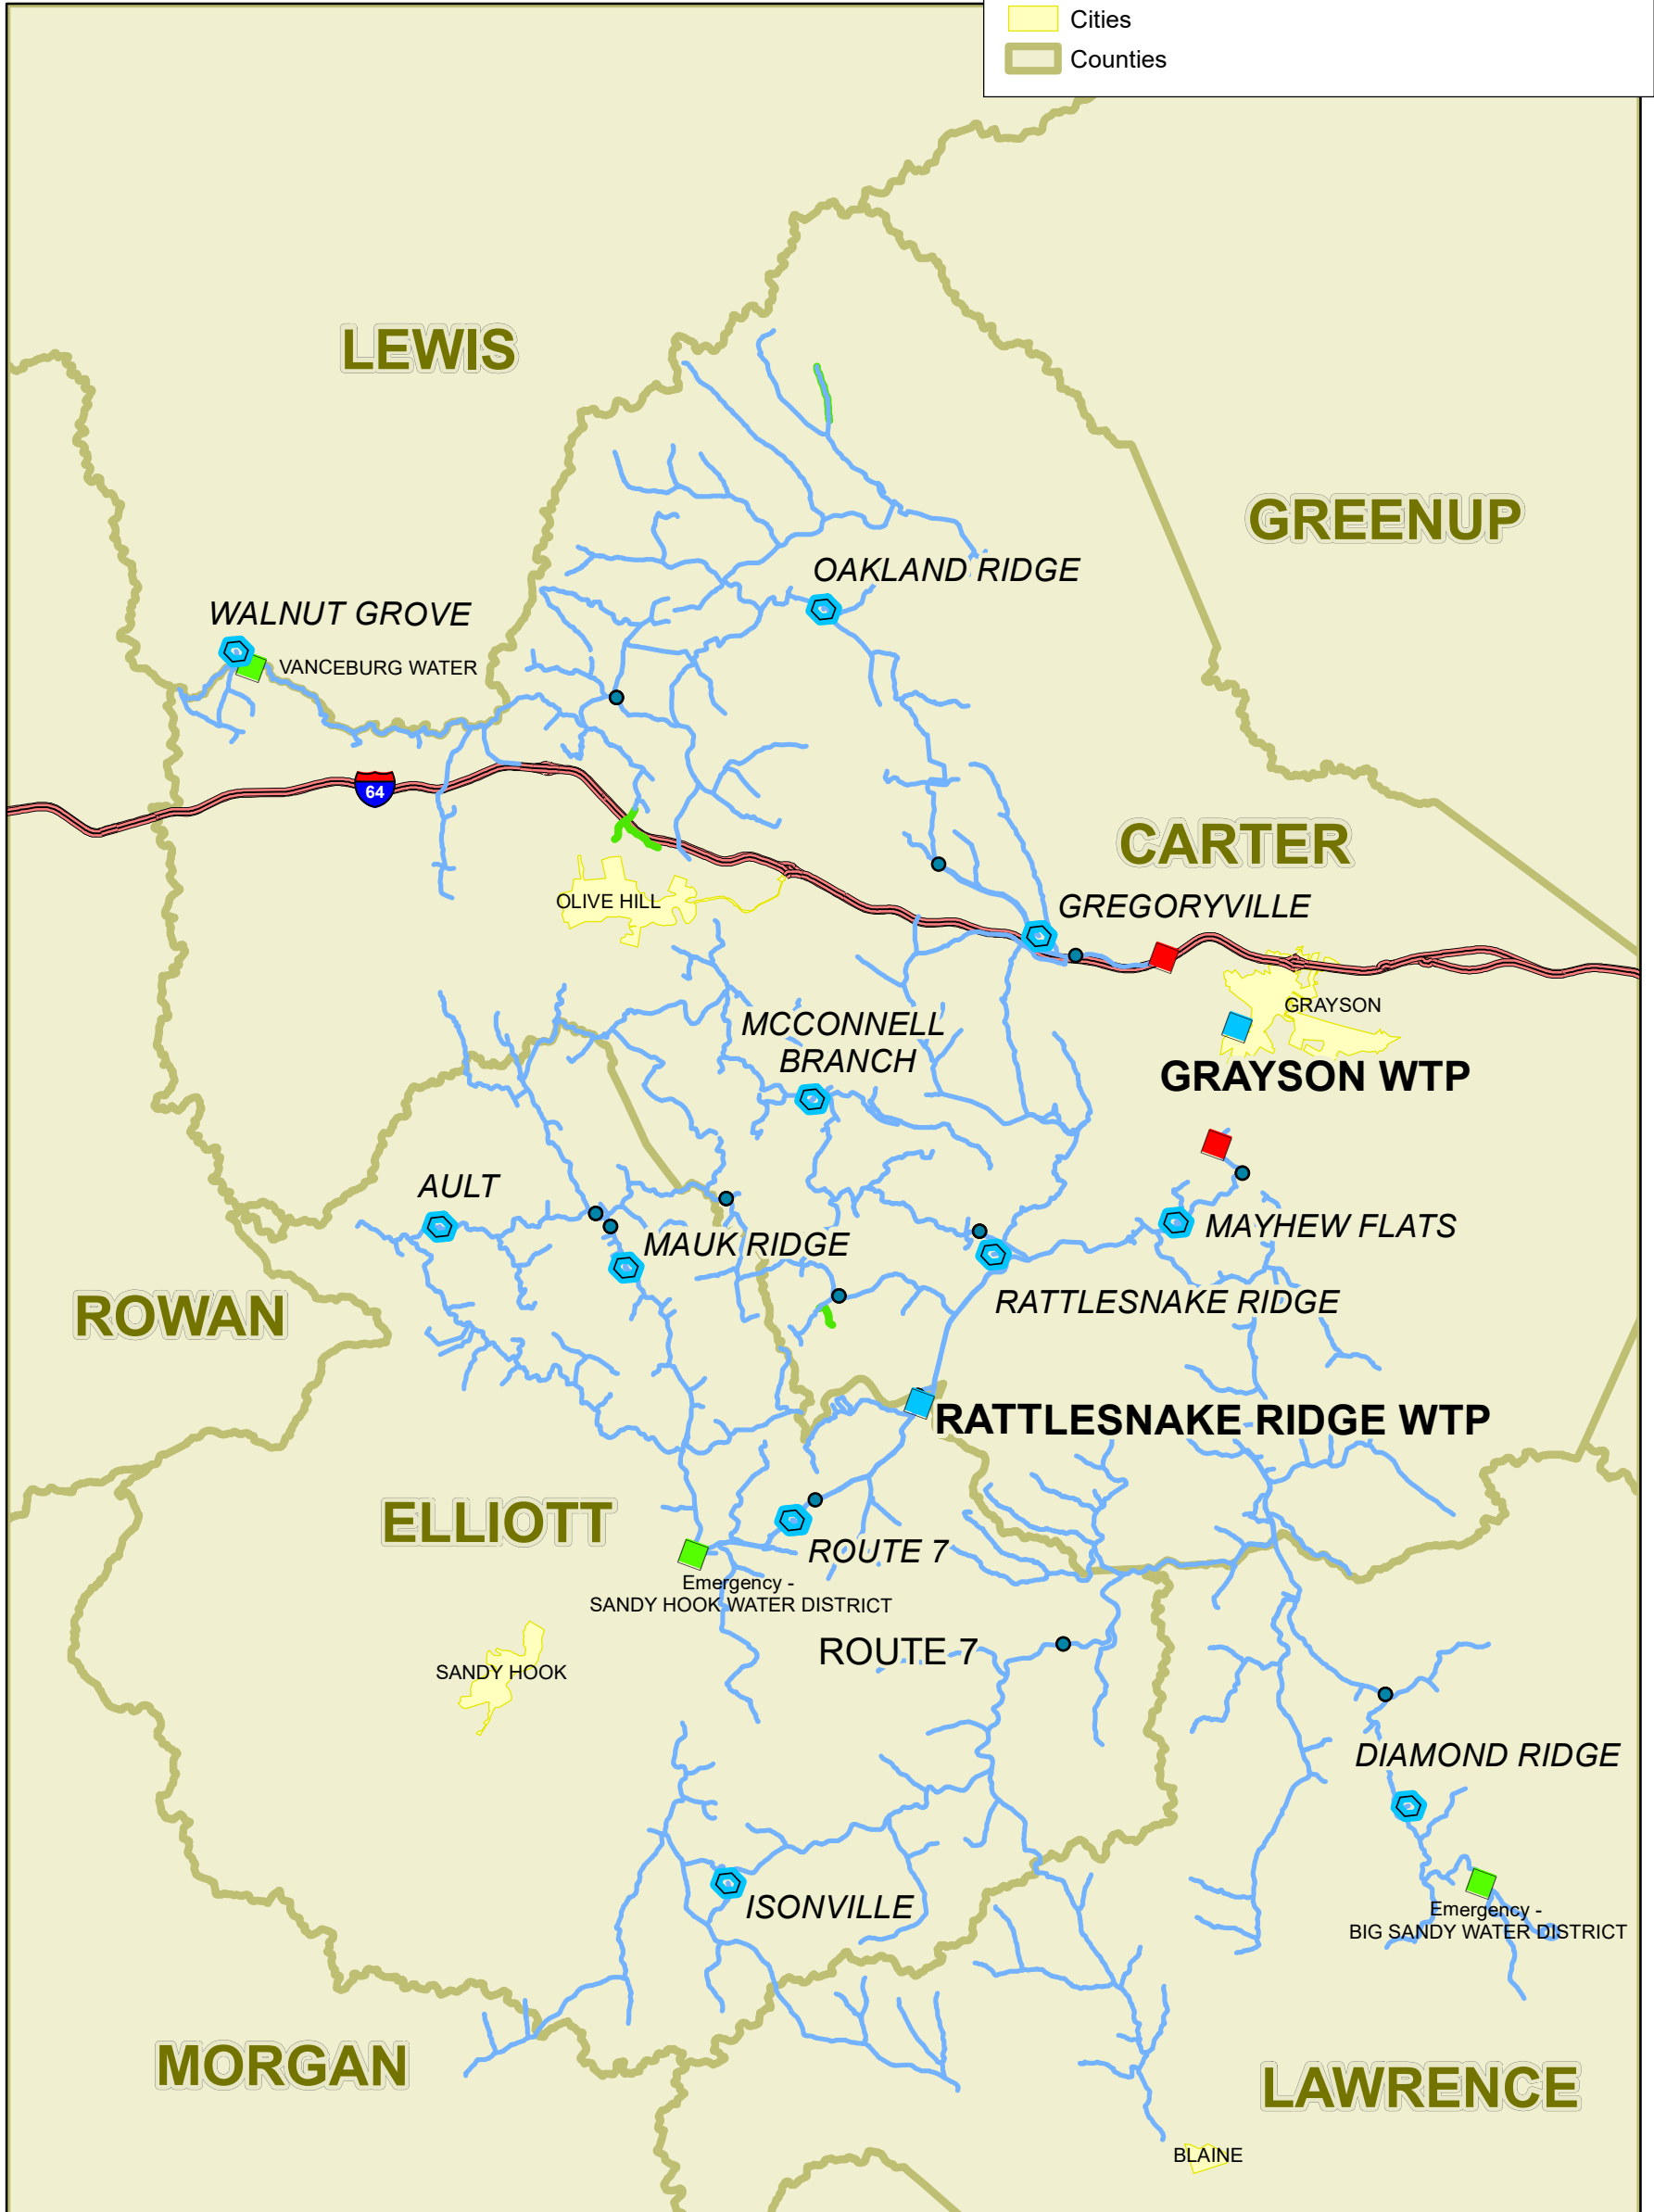 Cities
Counties
LEWIS
GREENUP
OAKLAND RIDGE
WALNUT GROVE
VANCEBURG WATER
64
CARTER
OLIVE HILL
GREGORYVILLE
GRAYSON
MCCONNELL
BRANCH
GRAYSON WTP
AULT
MAUK RIDGE
MAYHEW FLATS
ROWAN
RATTLESNAKE RIDGE
RATTLESNAKE RIDGE WTP
ELLIOTT
ROUTE 7
Emergency -
SANDY HOOK WATER DISTRICT
ROUTE 7
SANDY HOOK
DIAMOND RIDGE
ISONVILLE
Emergency -
BIG SANDY WATER DISTRICT
MORGAN
LAWRENCE
BLAINE